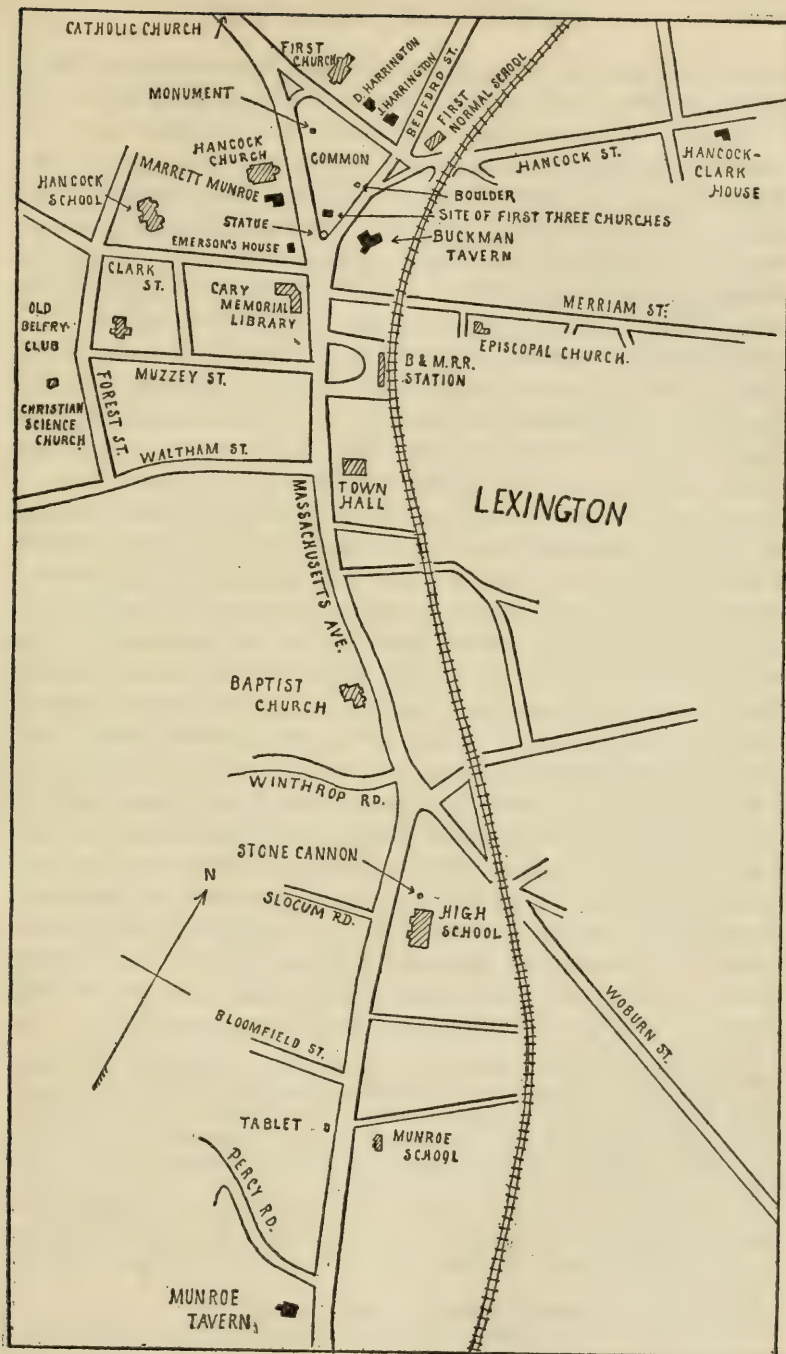 CATHOLIC CHURCH
FIRST
CHURCH
D. HARRINGTON
J. HARRINGTON
BEDFORD ST.
FIRST
NORMAL SCHOOL
MONUMENT
HANCOCK
CHURCH
COMMON
HANCOCK ST.
HANCOCK-
CLARK
HOUSE
MARRETT MUNROE
HANCOCK
SCHOOL
BOULDER
STATUE
SITE OF FIRST THREE CHURCHES
EMERSON'S HOUSE
BUCKMAN
TAVERN
CLARK
ST.
CARY
MEMORIAL
LIBRARY
MERRIAM ST.
OLD
BELFRY
CLUB
EPISCOPAL CHURCH.
B & M.R.R.
STATION
MUZZEY ST.
CHRISTIAN
SCIENCE
CHURCH
FOREST ST.
WALTHAM ST.
TOWN
HALL
LEXINGTON
MASSACHUSETTS AVE.
BAPTIST
CHURCH
WINTHROP RD.
STONE CANNON
N
SLOCUM RD.
HIGH
SCHOOL
WOBURN ST.
BLOOMFIELD ST.
TABLET
MUNROE
SCHOOL
PERCY RD.
MUNROE
TAVERN